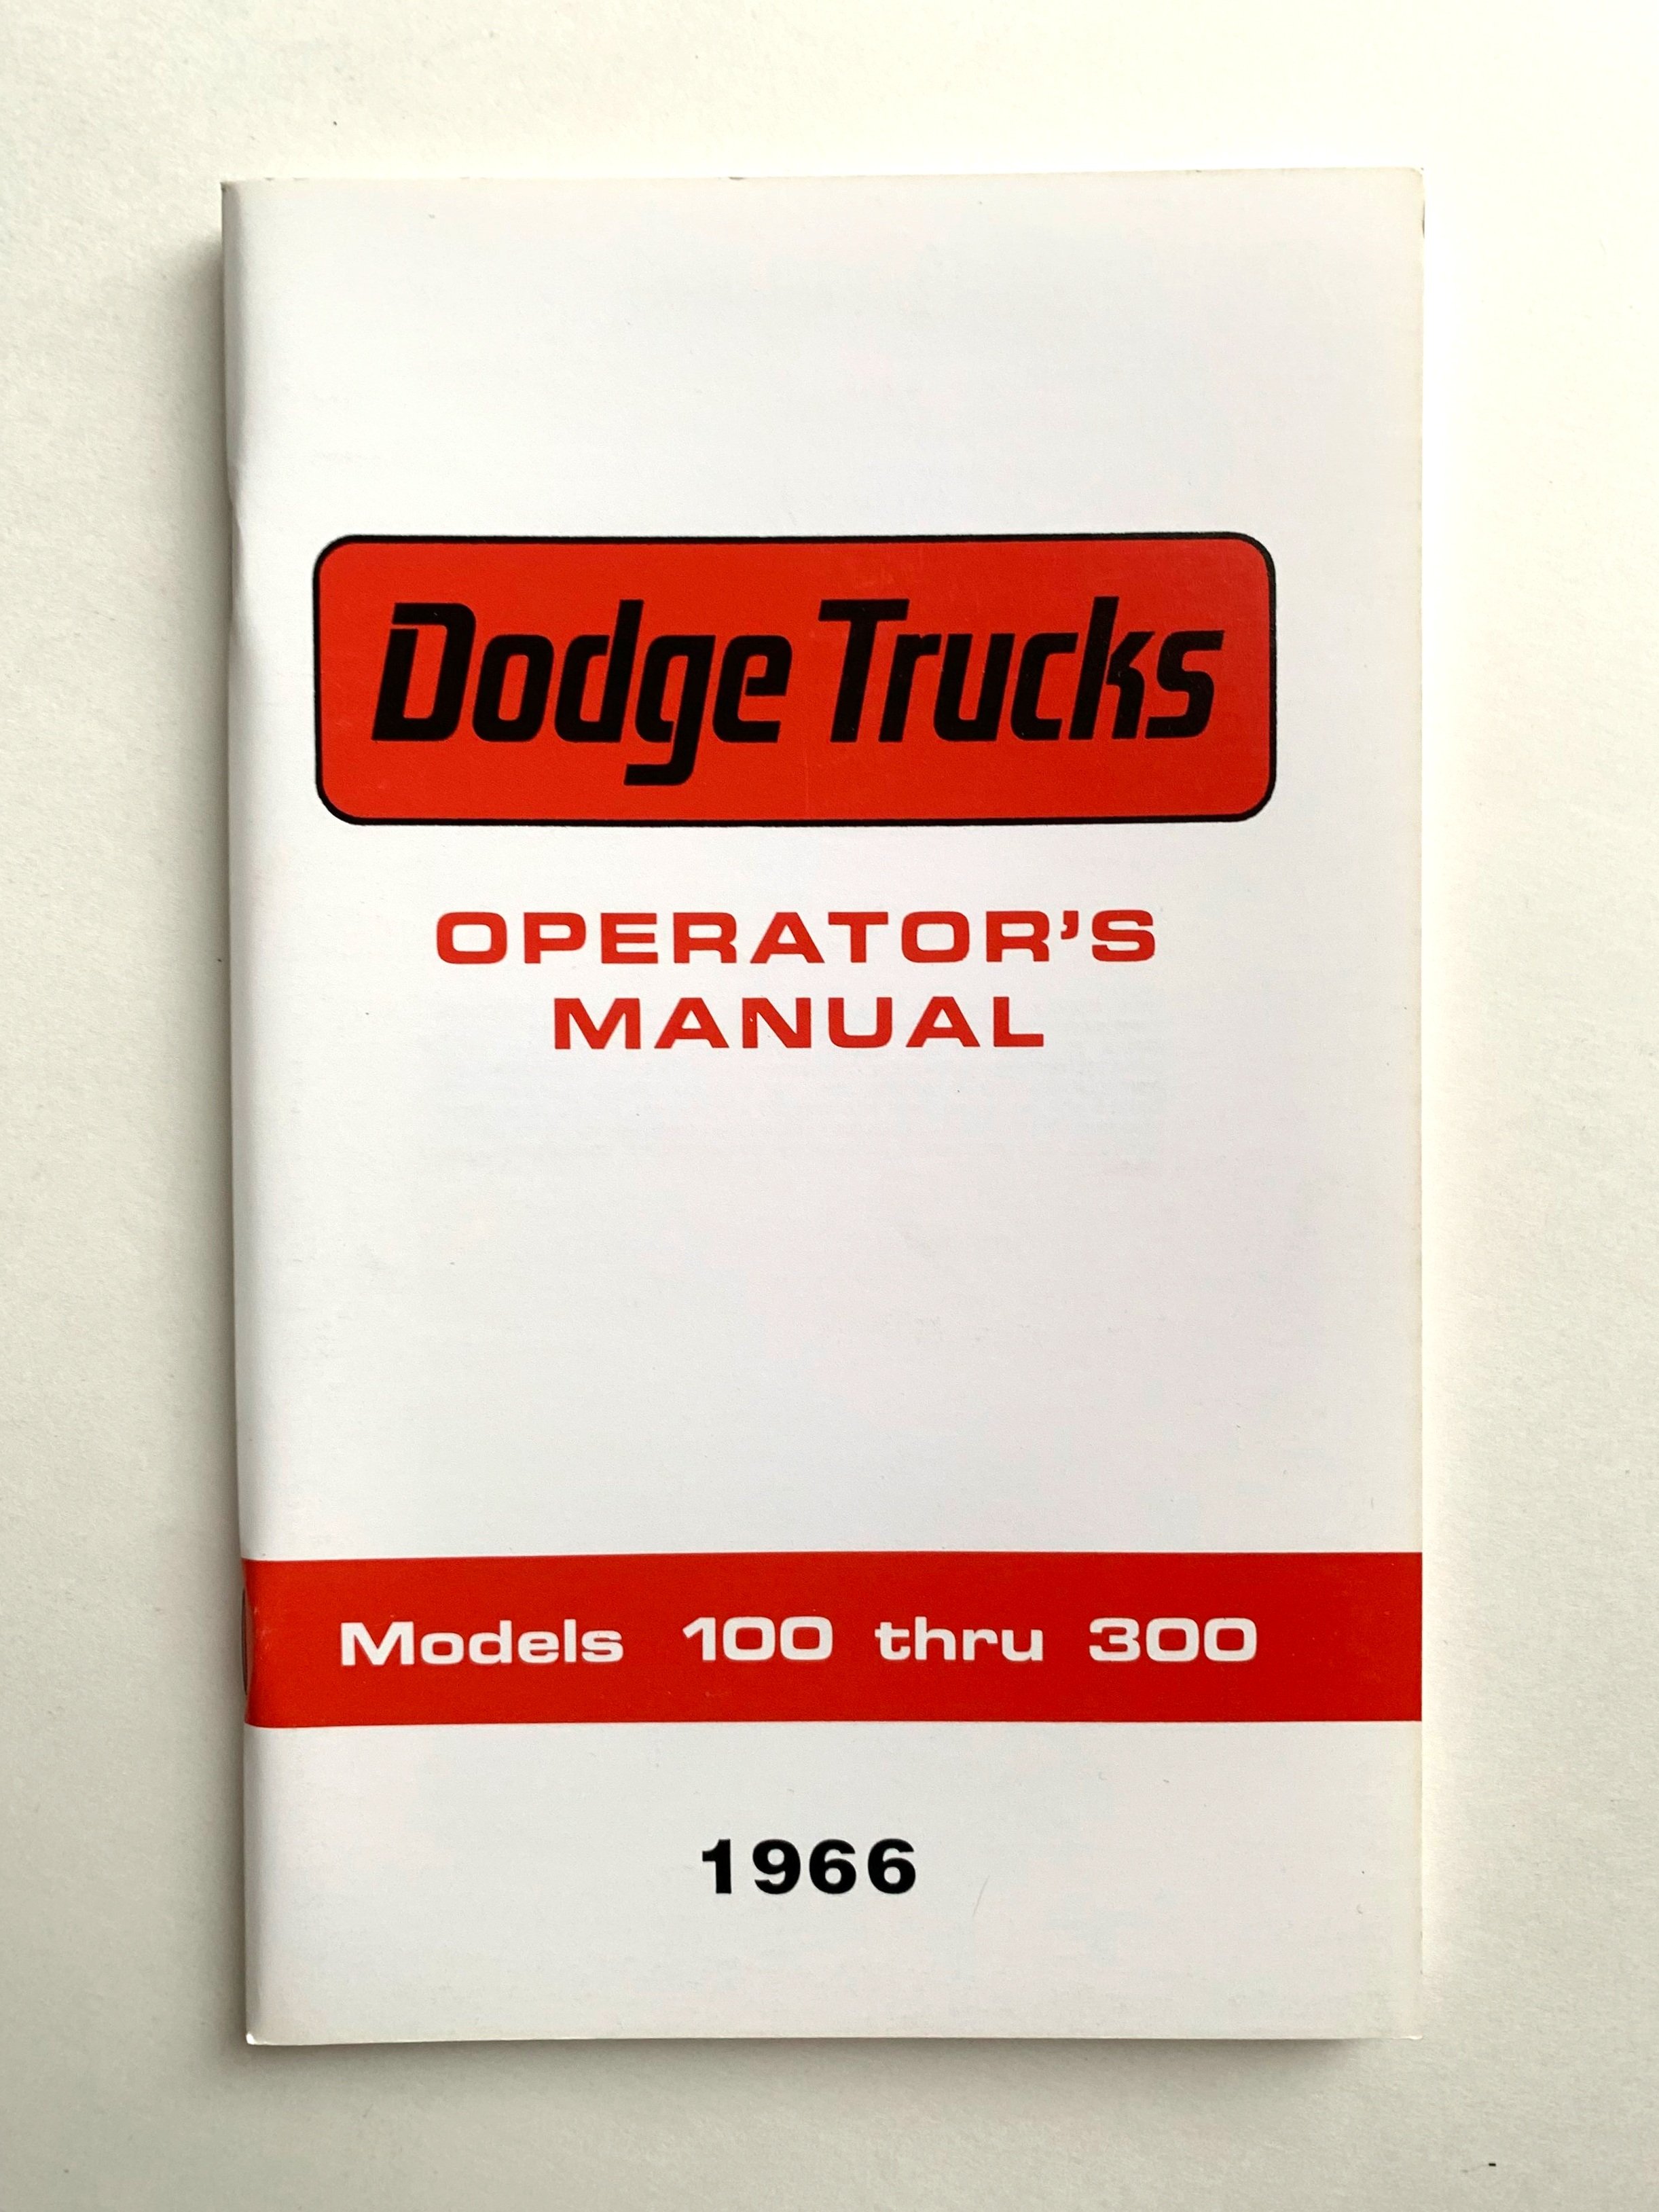 Dodge Trucks
OPERATOR’S
MANUAL
Models 100 thru 300
1966